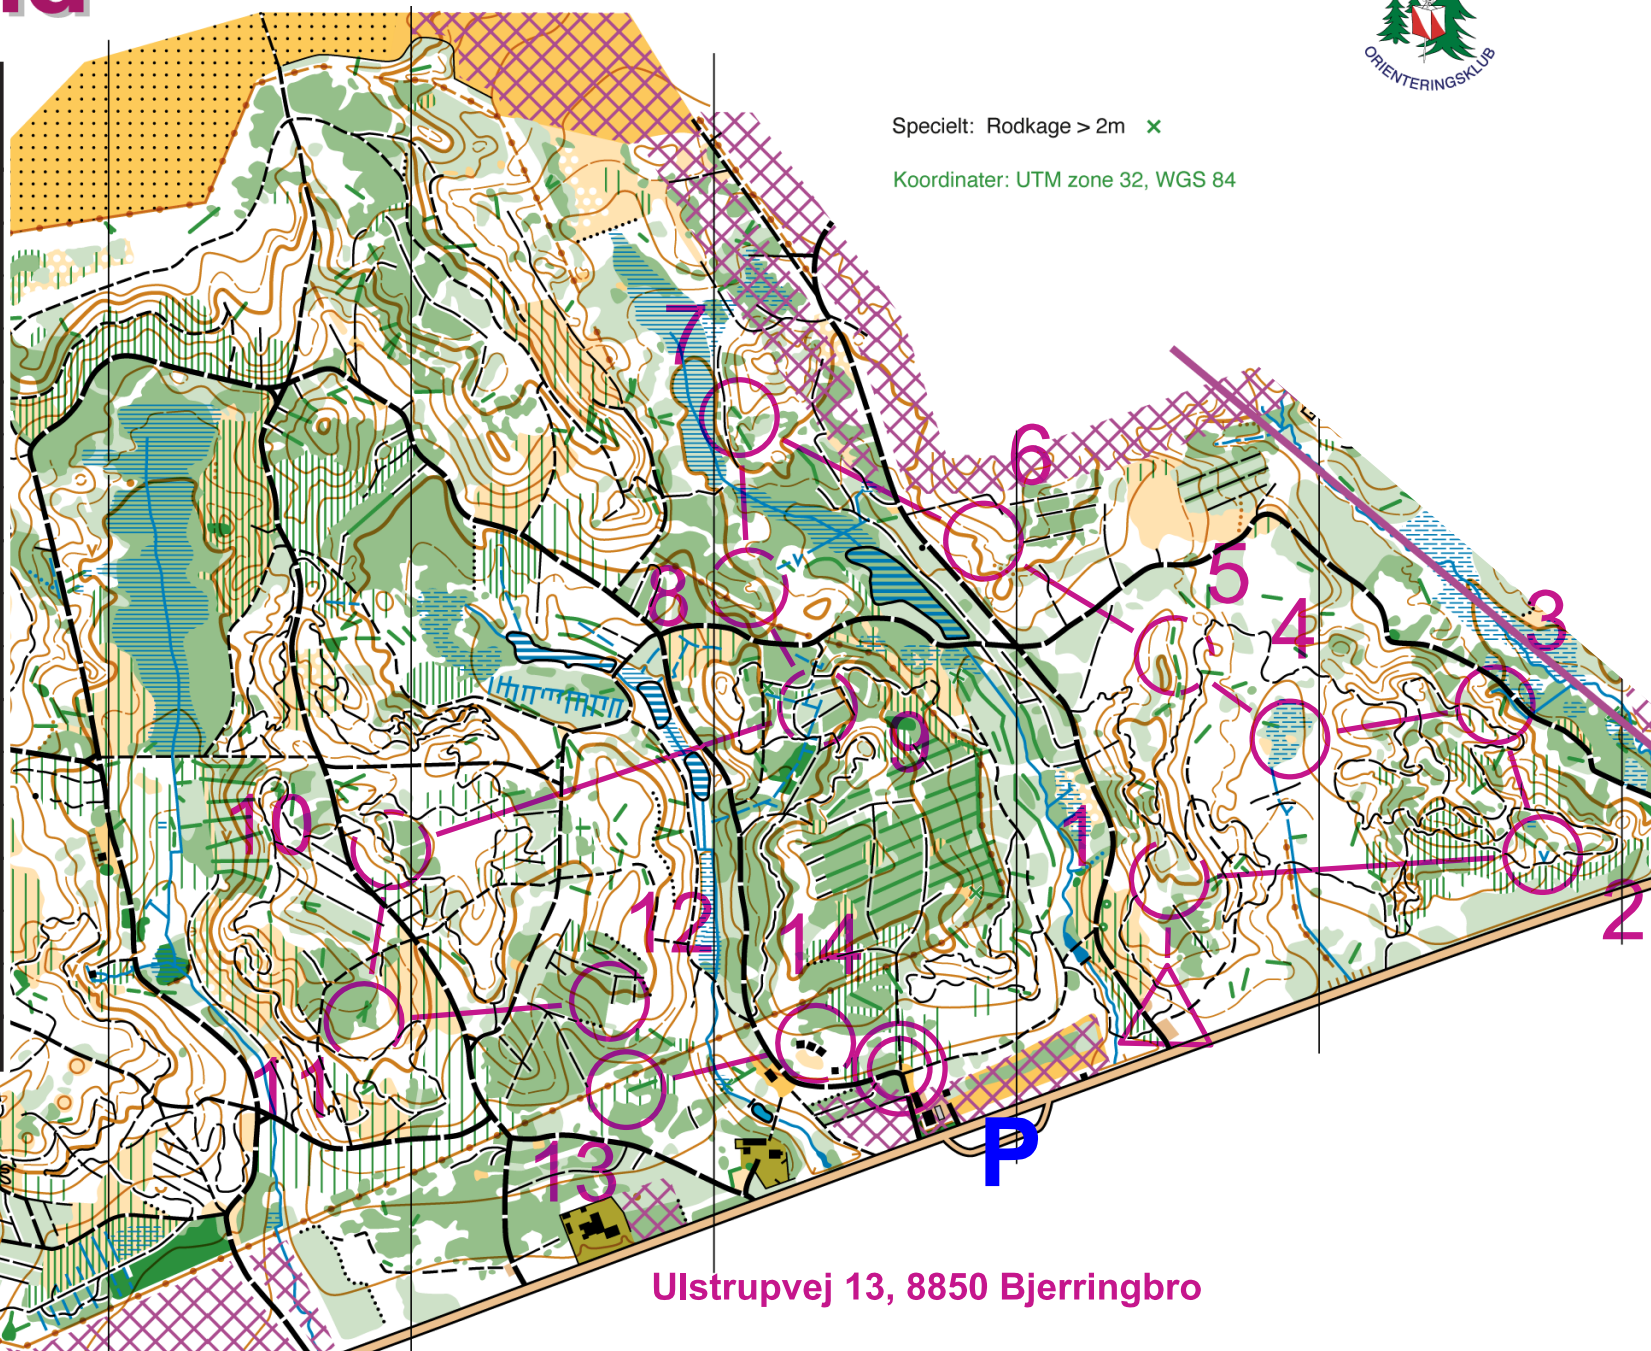 ORIENTERINGSKLUB
Specielt: Rodkage > 2m ×
Koordinater: UTM zone 32, WGS 84
7
6
5
8
4
3
9
10
1
12
14
2
11
13
P
Ulstrupvej 13, 8850 Bjerringbro